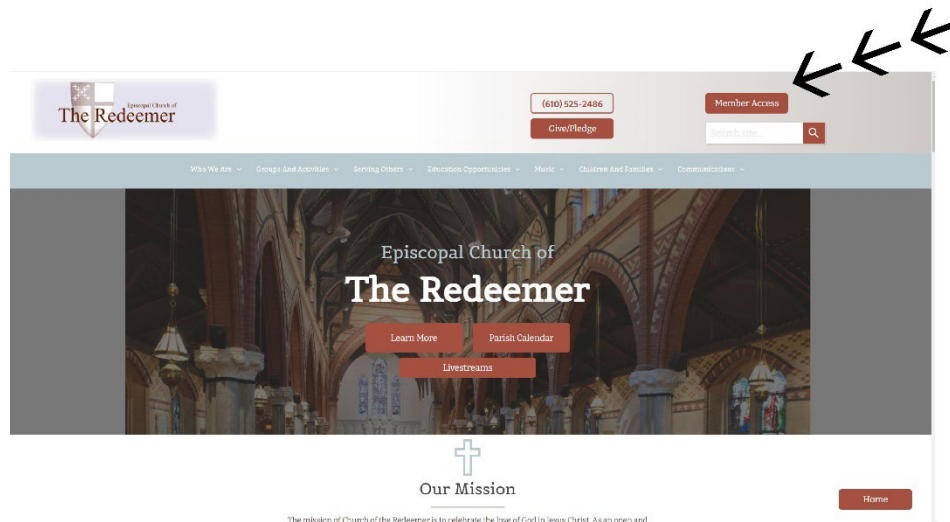 Episcopal Church of
The Redeemer
(610) 525-2486
Give/Pledge
Member Access
Search site...
Who We Are
Groups And Activities
Serving Others
Education Opportunities
Music
Children And Families
Communications
Episcopal Church of
The Redeemer
Learn More
Parish Calendar
Livestreams
Our Mission
Home
The mission of Church of the Redeemer is to celebrate the love of God in Jesus Christ. As an open and